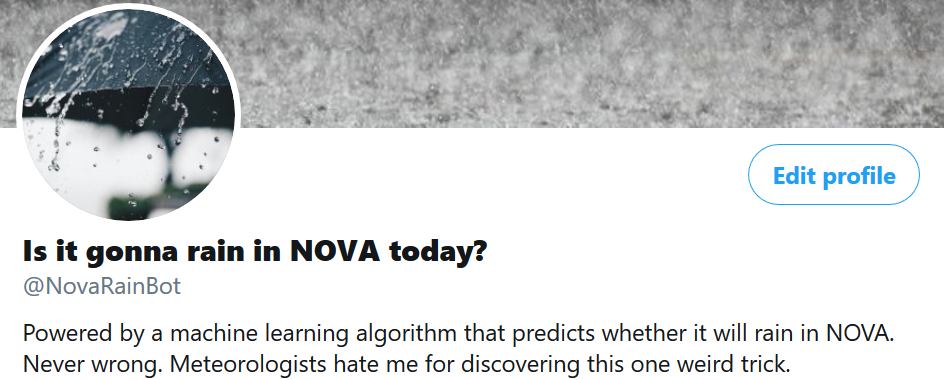 Edit profile
Is it gonna rain in NOVA today?
@NovaRainBot
Powered by a machine learning algorithm that predicts whether it will rain in NOVA.
Never wrong. Meteorologists hate me for discovering this one weird trick.